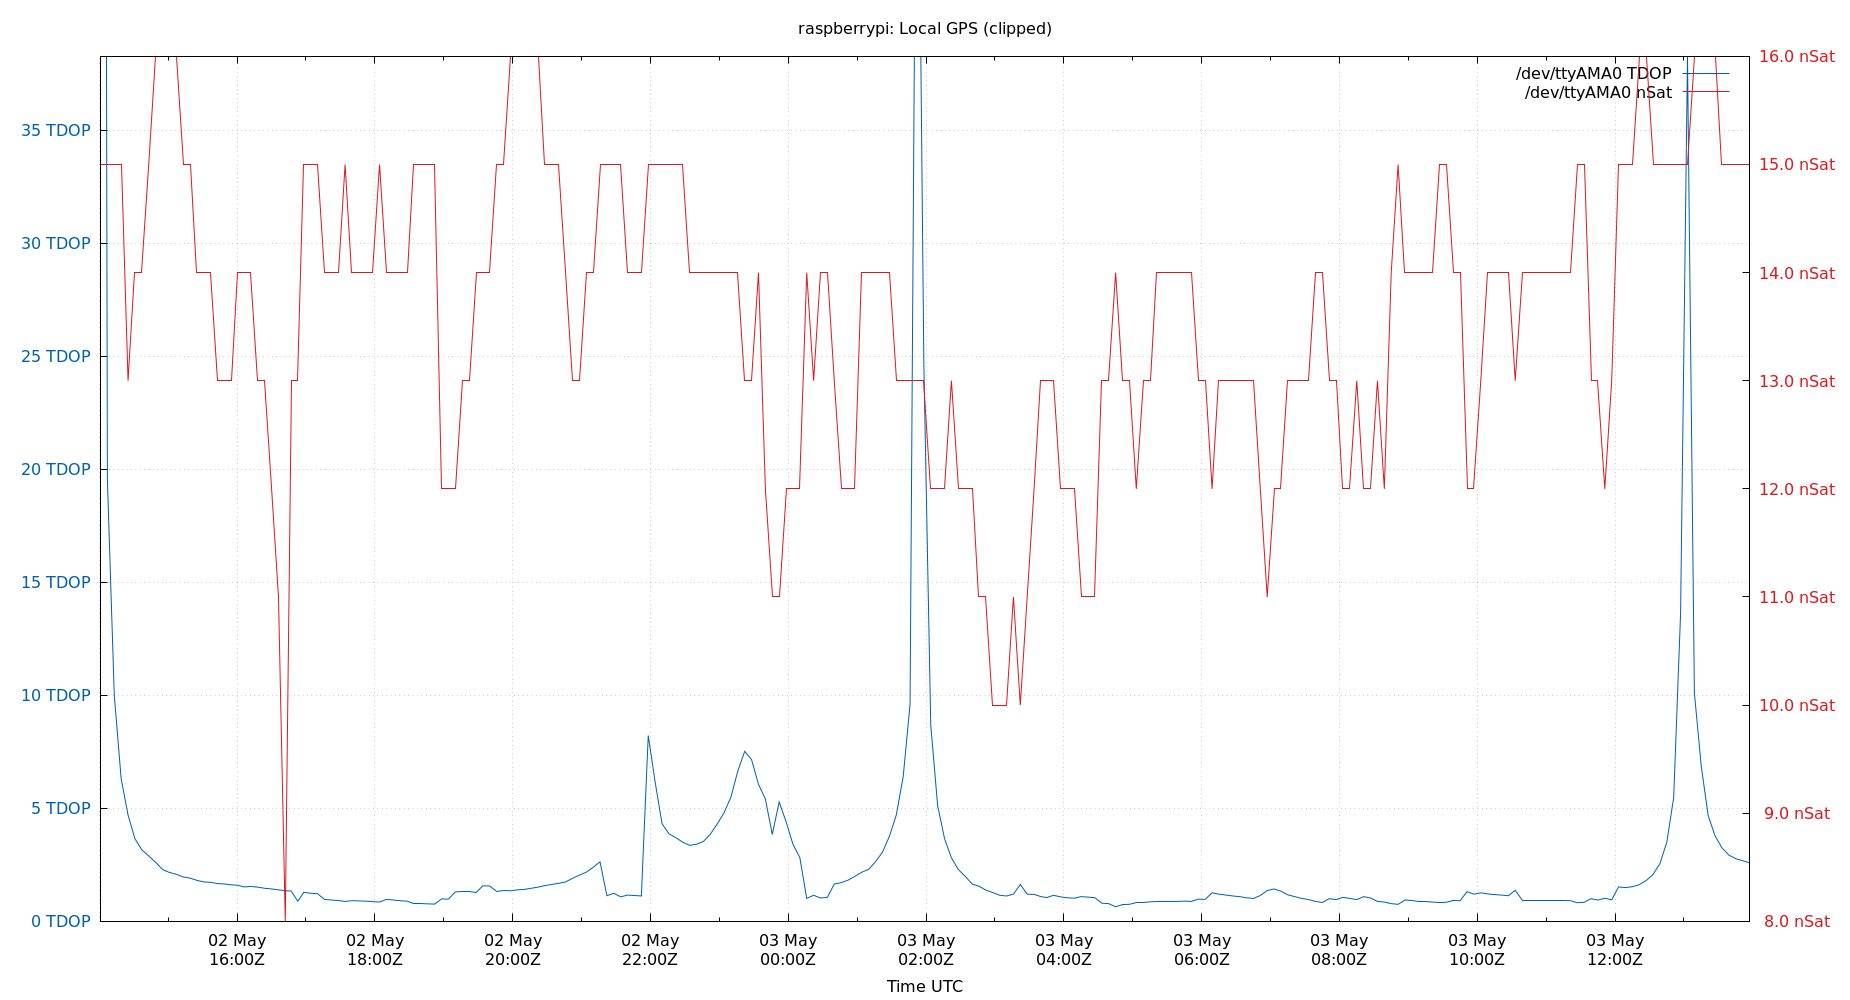 raspberrypi: Local GPS (clipped)
/dev/ttyAMA0 TDOP
/dev/ttyAMA0 nSat
35 TDOP
30 TDOP
25 TDOP
20 TDOP
15 TDOP
10 TDOP
5 TDOP
0 TDOP
16.0 nSat
15.0 nSat
14.0 nSat
13.0 nSat
12.0 nSat
11.0 nSat
10.0 nSat
9.0 nSat
8.0 nSat
02 May
16:00Z
02 May
18:00Z
02 May
20:00Z
02 May
22:00Z
03 May
00:00Z
03 May
02:00Z
03 May
04:00Z
03 May
06:00Z
03 May
08:00Z
03 May
10:00Z
03 May
12:00Z
Time UTC